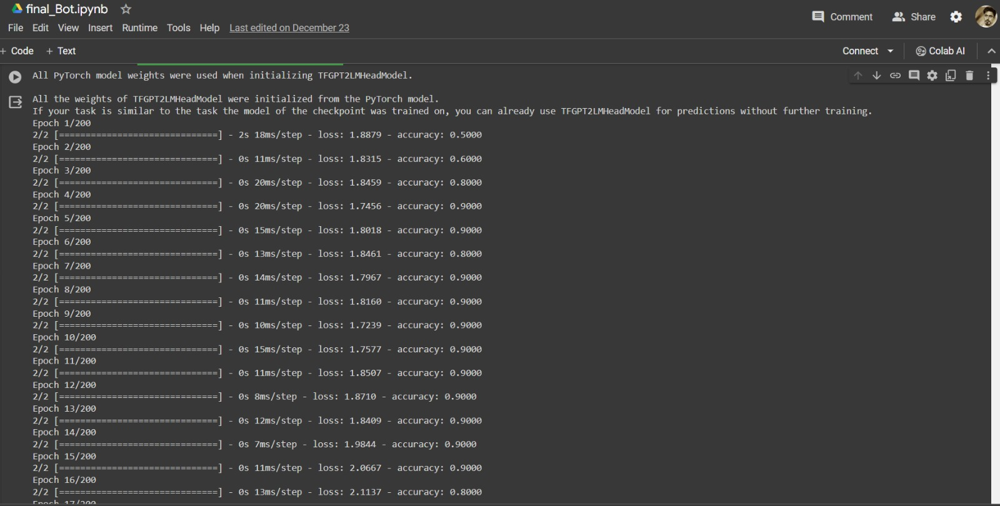 final_Bot.ipynb
Comment
Share
File Edit View Insert Runtime Tools Help Last edited on December 23
+ Code + Text
Connect
Colab AI
All PyTorch model weights were used when initializing TFGPT2LMHeadModel.
All the weights of TFGPT2LMHeadModel were initialized from the PyTorch model.
If your task is similar to the task the model of the checkpoint was trained on, you can already use TFGPT2LMHeadModel for predictions without further training.
Epoch 1/200
2/2 [==============================] - 2s 18ms/step - loss: 1.8879 - accuracy: 0.5000
Epoch 2/200
2/2 [==============================] - 0s 11ms/step - loss: 1.8315 - accuracy: 0.6000
Epoch 3/200
2/2 [==============================] - 0s 20ms/step - loss: 1.8459 - accuracy: 0.8000
Epoch 4/200
2/2 [==============================] - 0s 20ms/step - loss: 1.7456 - accuracy: 0.9000
Epoch 5/200
2/2 [==============================] - 0s 15ms/step - loss: 1.8018 - accuracy: 0.9000
Epoch 6/200
2/2 [==============================] - 0s 13ms/step - loss: 1.8461 - accuracy: 0.8000
Epoch 7/200
2/2 [==============================] - 0s 14ms/step - loss: 1.7967 - accuracy: 0.9000
Epoch 8/200
2/2 [==============================] - 0s 11ms/step - loss: 1.8160 - accuracy: 0.9000
Epoch 9/200
2/2 [==============================] - 0s 10ms/step - loss: 1.7239 - accuracy: 0.9000
Epoch 10/200
2/2 [==============================] - 0s 15ms/step - loss: 1.7577 - accuracy: 0.9000
Epoch 11/200
2/2 [==============================] - 0s 11ms/step - loss: 1.8507 - accuracy: 0.9000
Epoch 12/200
2/2 [==============================] - 0s 8ms/step - loss: 1.8710 - accuracy: 0.9000
Epoch 13/200
2/2 [==============================] - 0s 12ms/step - loss: 1.8409 - accuracy: 0.9000
Epoch 14/200
2/2 [==============================] - 0s 7ms/step - loss: 1.9844 - accuracy: 0.9000
Epoch 15/200
2/2 [==============================] - 0s 11ms/step - loss: 2.0667 - accuracy: 0.9000
Epoch 16/200
2/2 [==============================] - 0s 13ms/step - loss: 2.1137 - accuracy: 0.8000
Epoch 17/200